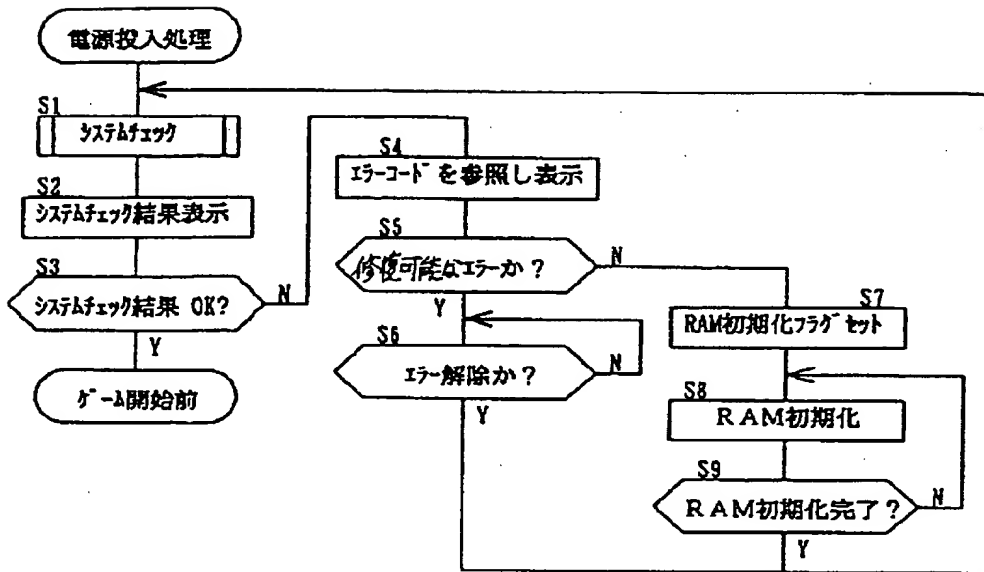 電源投入処理
S1
ｼｽﾃﾑﾁｪｯｸ
S2
ｼｽﾃﾑﾁｪｯｸ結果表示
S3
ｼｽﾃﾑﾁｪｯｸ結果 OK?
N
Y
ｹﾞｰﾑ開始前
S4
ｴﾗｰｺｰﾄﾞを参照し表示
S5
修復可能なｴﾗｰか？
N
Y
S6
ｴﾗｰ解除か？
N
Y
S7
RAM初期化ﾌﾗｸﾞｾｯﾄ
S8
ＲＡＭ初期化
S9
ＲＡＭ初期化完了？
N
Y